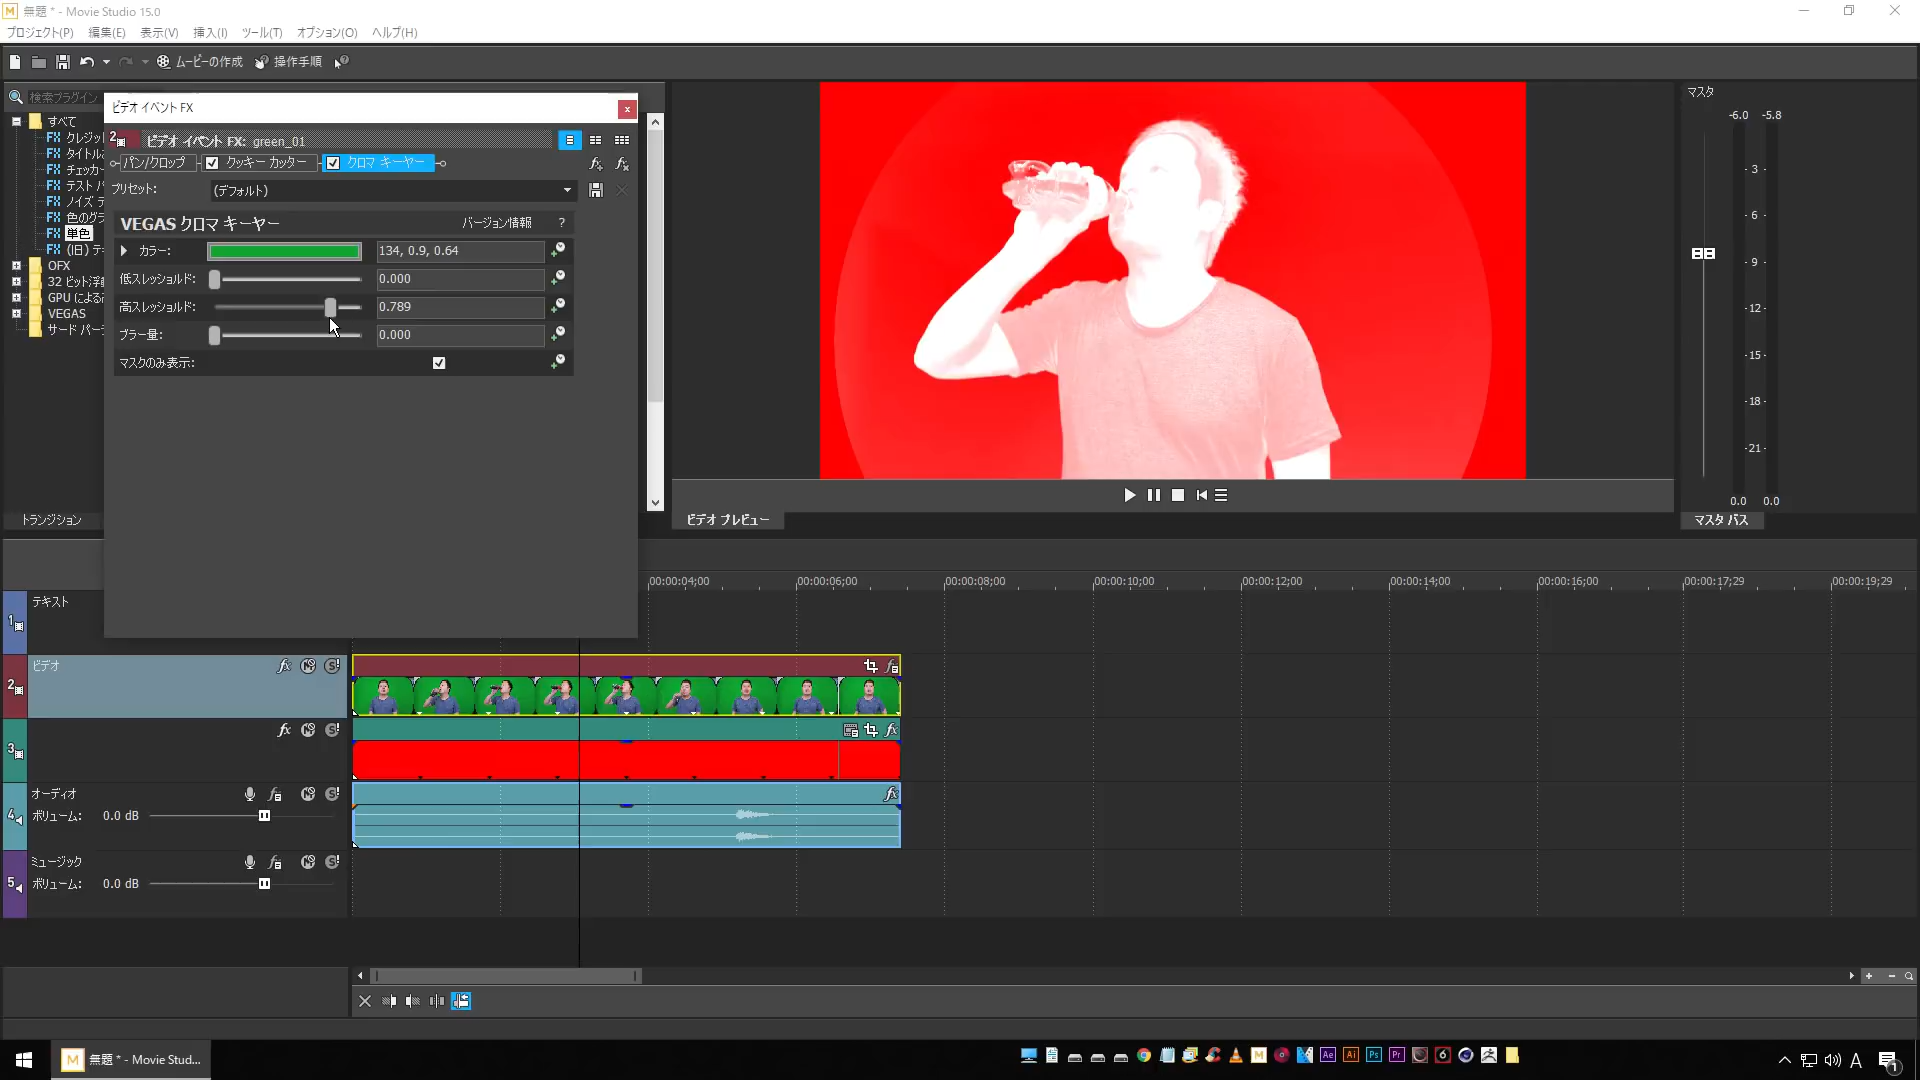 無題 * - Movie Studio 15.0
プロジェクト(P) 編集(E) 表示(V) 挿入(I) ツール(T) オプション(O) ヘルプ(H)
ムービーの作成 操作手順
検索プラグイン
すべて
FX クレジッ
FX タイトル
FX チェッカー
FX テスト パ
FX ノイズ テ
FX 色のグラ
FX 単色
FX (旧) テキ
OFX
32 ビット浮動
GPU による
VEGAS
サード パーテ
トランジション
ビデオ イベント FX
2 ビデオ イベント FX: green_01
パン/クロップ クッキー カッター クロマ キーヤー
プリセット: (デフォルト)
VEGAS クロマ キーヤー バージョン情報 ?
カラー: 134, 0.9, 0.64
低スレッショルド: 0.000
高スレッショルド: 0.789
ブラー量: 0.000
マスクのみ表示:
ビデオ プレビュー
マスタ
-6.0 -5.8
- 3 -
- 6 -
- 9 -
-12-
-15-
-18-
-21-
0.0 0.0
マスタ バス
00:00:04;00 00:00:06;00 00:00:08;00 00:00:10;00 00:00:12;00 00:00:14;00 00:00:16;00 00:00:17;29 00:00:19;29
1 テキスト
2 ビデオ
3
4 オーディオ
ボリューム: 0.0 dB
5 ミュージック
ボリューム: 0.0 dB
M 無題 * - Movie Stud...
Ae Ai Ps Pr 6 A 1